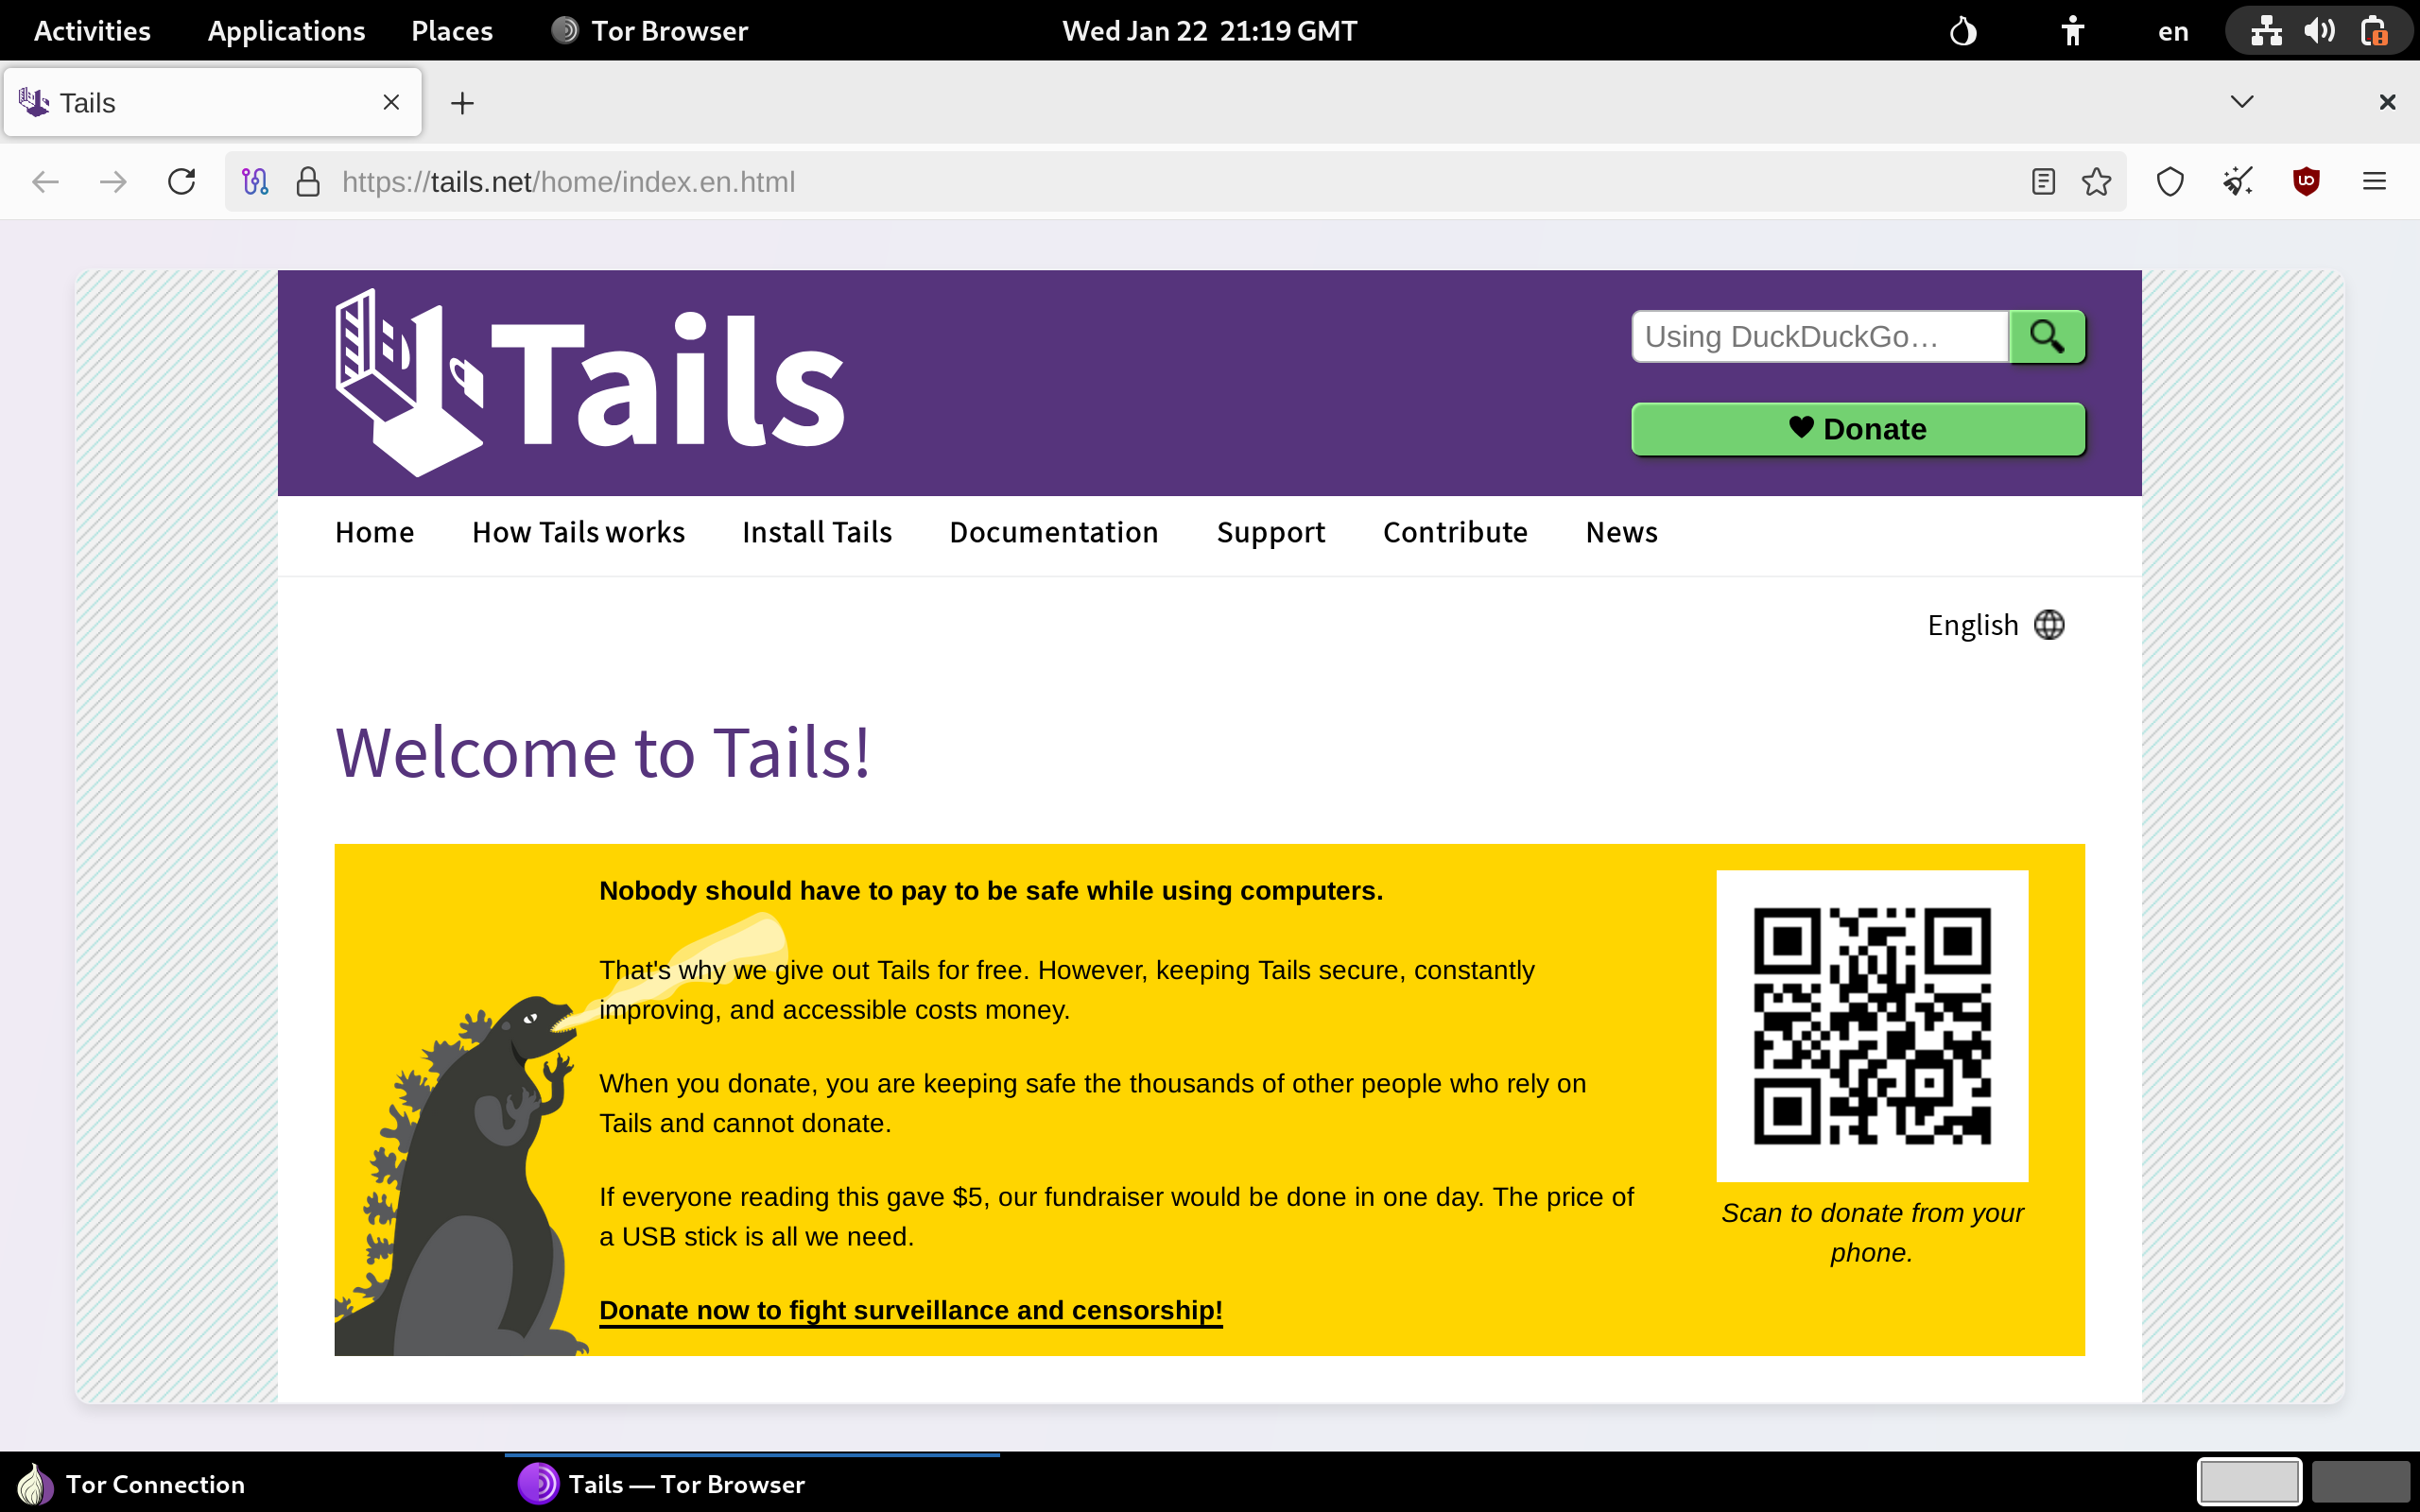 Activities Applications Places Tor Browser Wed Jan 22 21:19 GMT en
Tails
https://tails.net/home/index.en.html
Tails
Using DuckDuckGo…
Donate
Home How Tails works Install Tails Documentation Support Contribute News
English
Welcome to Tails!
Nobody should have to pay to be safe while using computers.
That's why we give out Tails for free. However, keeping Tails secure, constantly
improving, and accessible costs money.
When you donate, you are keeping safe the thousands of other people who rely on
Tails and cannot donate.
If everyone reading this gave $5, our fundraiser would be done in one day. The price of
a USB stick is all we need.
Donate now to fight surveillance and censorship!
Scan to donate from your
phone.
Tor Connection Tails — Tor Browser